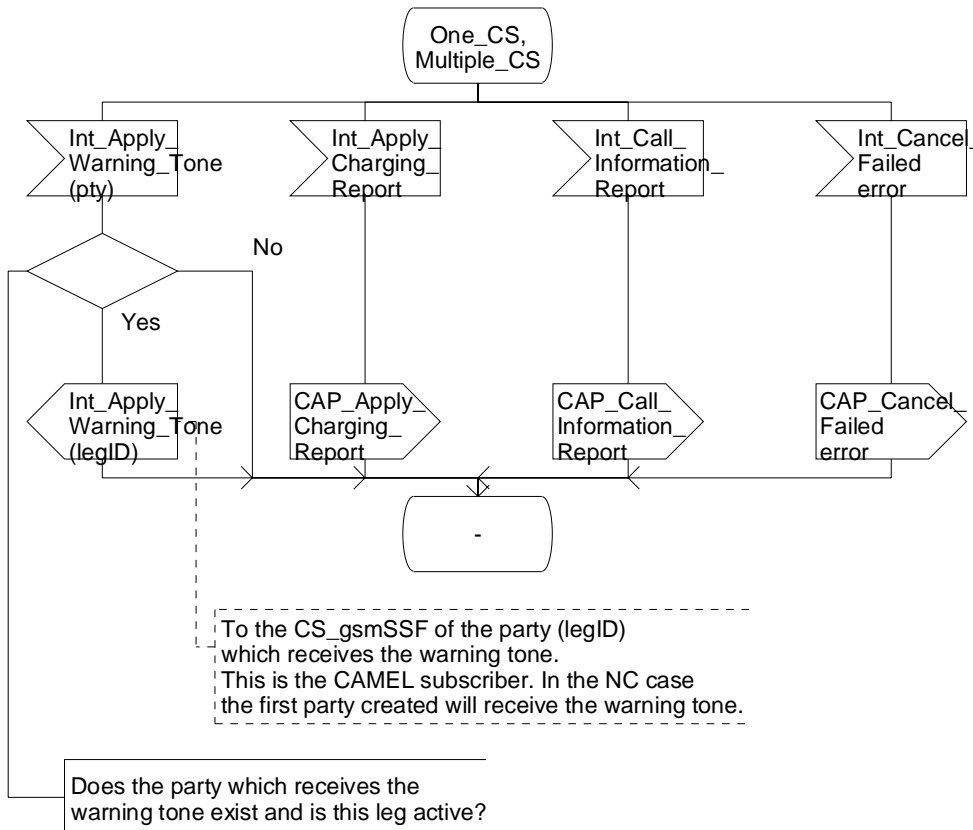 One_CS,
Multiple_CS
Int_Apply_
Warning_Tone
(pty)
Int_Apply_
Charging_
Report
Int_Call_
Information_
Report
Int_Cancel_
Failed
error
No
Yes
Int_Apply_
Warning_Tone
(legID)
CAP_Apply_
Charging_
Report
CAP_Call_
Information_
Report
CAP_Cancel_
Failed
error
-
To the CS_gsmSSF of the party (legID)
which receives the warning tone.
This is the CAMEL subscriber. In the NC case
the first party created will receive the warning tone.
Does the party which receives the
warning tone exist and is this leg active?